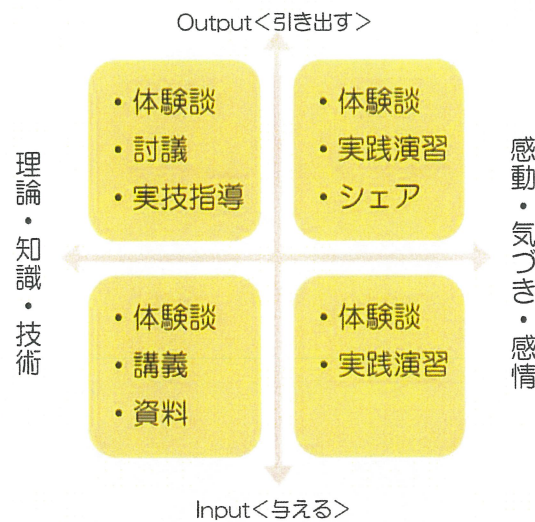 Output＜引き出す＞
・体験談
・討議
・実技指導
・体験談
・実践演習
・シェア
理論・知識・技術
感動・気づき・感情
・体験談
・講義
・資料
・体験談
・実践演習
Input＜与える＞